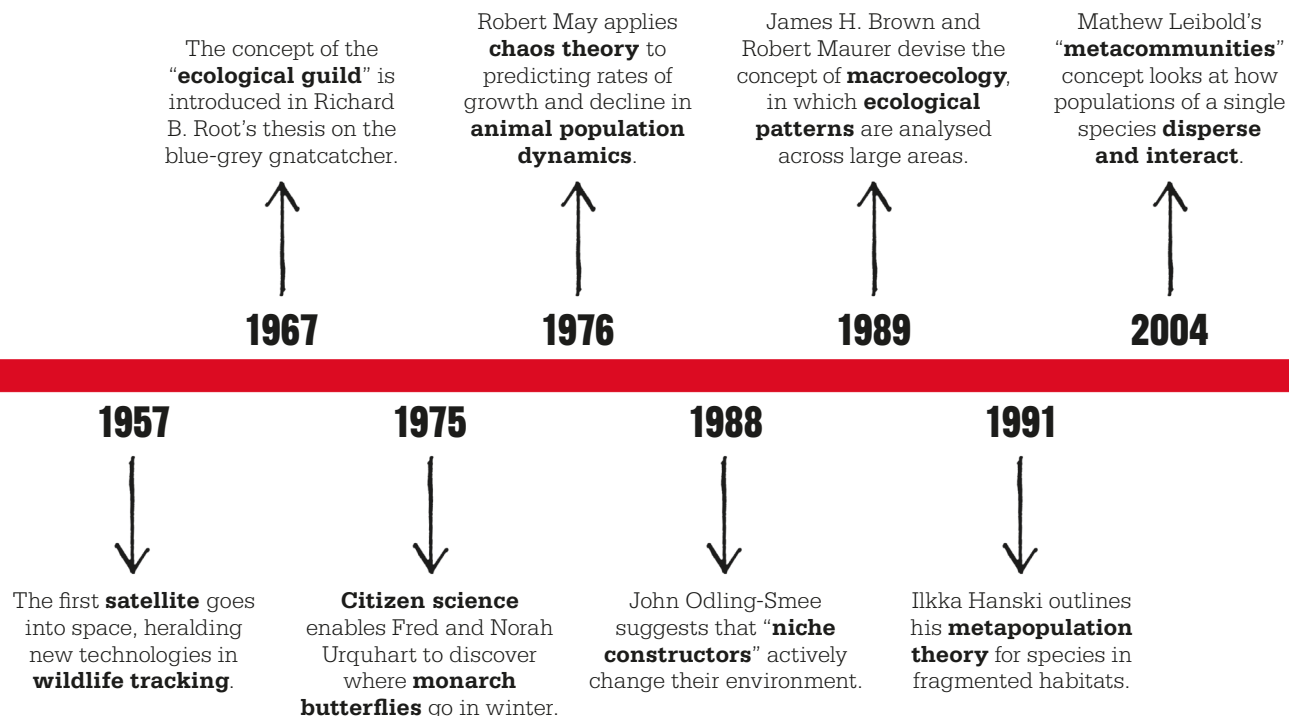 The concept of the
“ecological guild” is
introduced in Richard
B. Root’s thesis on the
blue-grey gnatcatcher.
Robert May applies
chaos theory to
predicting rates of
growth and decline in
animal population
dynamics.
James H. Brown and
Robert Maurer devise the
concept of macroecology,
in which ecological
patterns are analysed
across large areas.
Mathew Leibold’s
“metacommunities”
concept looks at how
populations of a single
species disperse
and interact.
1967
1976
1989
2004
1957
1975
1988
1991
The first satellite goes
into space, heralding
new technologies in
wildlife tracking.
Citizen science
enables Fred and Norah
Urquhart to discover
where monarch
butterflies go in winter.
John Odling-Smee
suggests that “niche
constructors” actively
change their environment.
Ilkka Hanski outlines
his metapopulation
theory for species in
fragmented habitats.